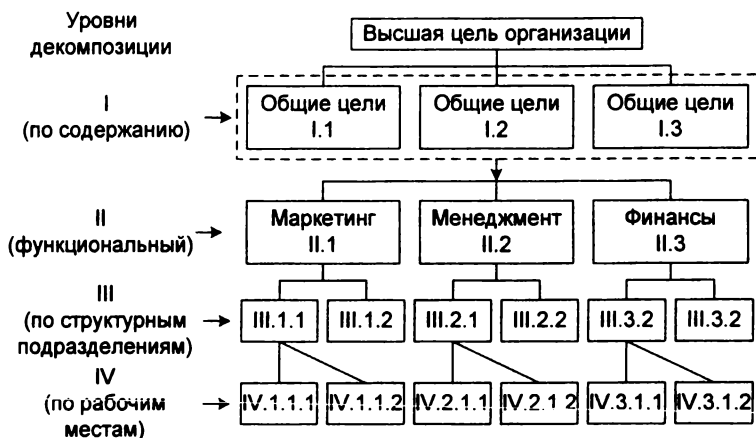 Уровни
декомпозиции
Высшая цель организации
I
(по содержанию)
Общие цели
I.1
Общие цели
I.2
Общие цели
I.3
II
(функциональный)
Маркетинг
II.1
Менеджмент
II.2
Финансы
II.3
III
(по структурным
подразделениям)
III.1.1
III.1.2
III.2.1
III.2.2
III.3.2
III.3.2
IV
(по рабочим
местам)
IV.1.1.1
IV.1.1.2
IV.2.1.1
IV.2.1.2
IV.3.1.1
IV.3.1.2